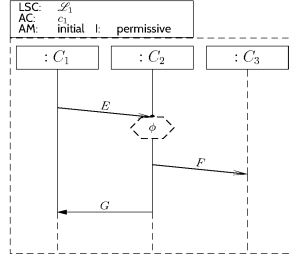 LSC: ℒ₁
AC: c₁
AM: initial I: permissive
: C₁ : C₂ : C₃
E
ϕ
F
G